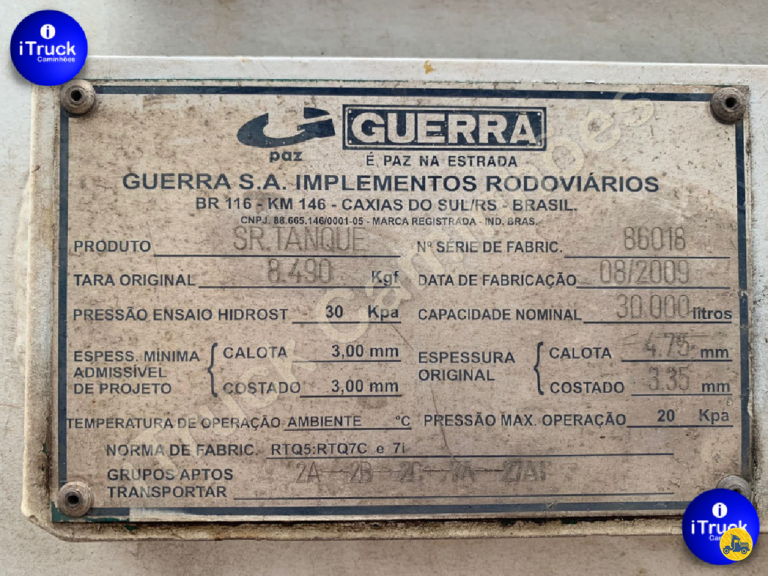 i
iTruck
Caminhões
GUERRA
paz
É PAZ NA ESTRADA
GUERRA S.A. IMPLEMENTOS RODOVIÁRIOS
BR 116 - KM 146 - CAXIAS DO SUL/RS - BRASIL.
CNPJ. 88.665.146/0001-05 - MARCA REGISTRADA - IND. BRAS.
PRODUTO SR.TANQUE Nº SÉRIE DE FABRIC. 86018
TARA ORIGINAL 8.490 Kgf DATA DE FABRICAÇÃO 08/2009
PRESSÃO ENSAIO HIDROST 30 Kpa CAPACIDADE NOMINAL 30.000 litros
ESPESS. MÍNIMA ADMISSÍVEL DE PROJETO { CALOTA 3,00 mm ESPESSURA ORIGINAL { CALOTA 4.75 mm
COSTADO 3,00 mm COSTADO 3.35 mm
TEMPERATURA DE OPERAÇÃO AMBIENTE ºC PRESSÃO MAX. OPERAÇÃO 20 Kpa
NORMA DE FABRIC. RTQ5:RTQ7C e 7i
GRUPOS APTOS 2A 2B 2C
TRANSPORTAR
i
iTruck